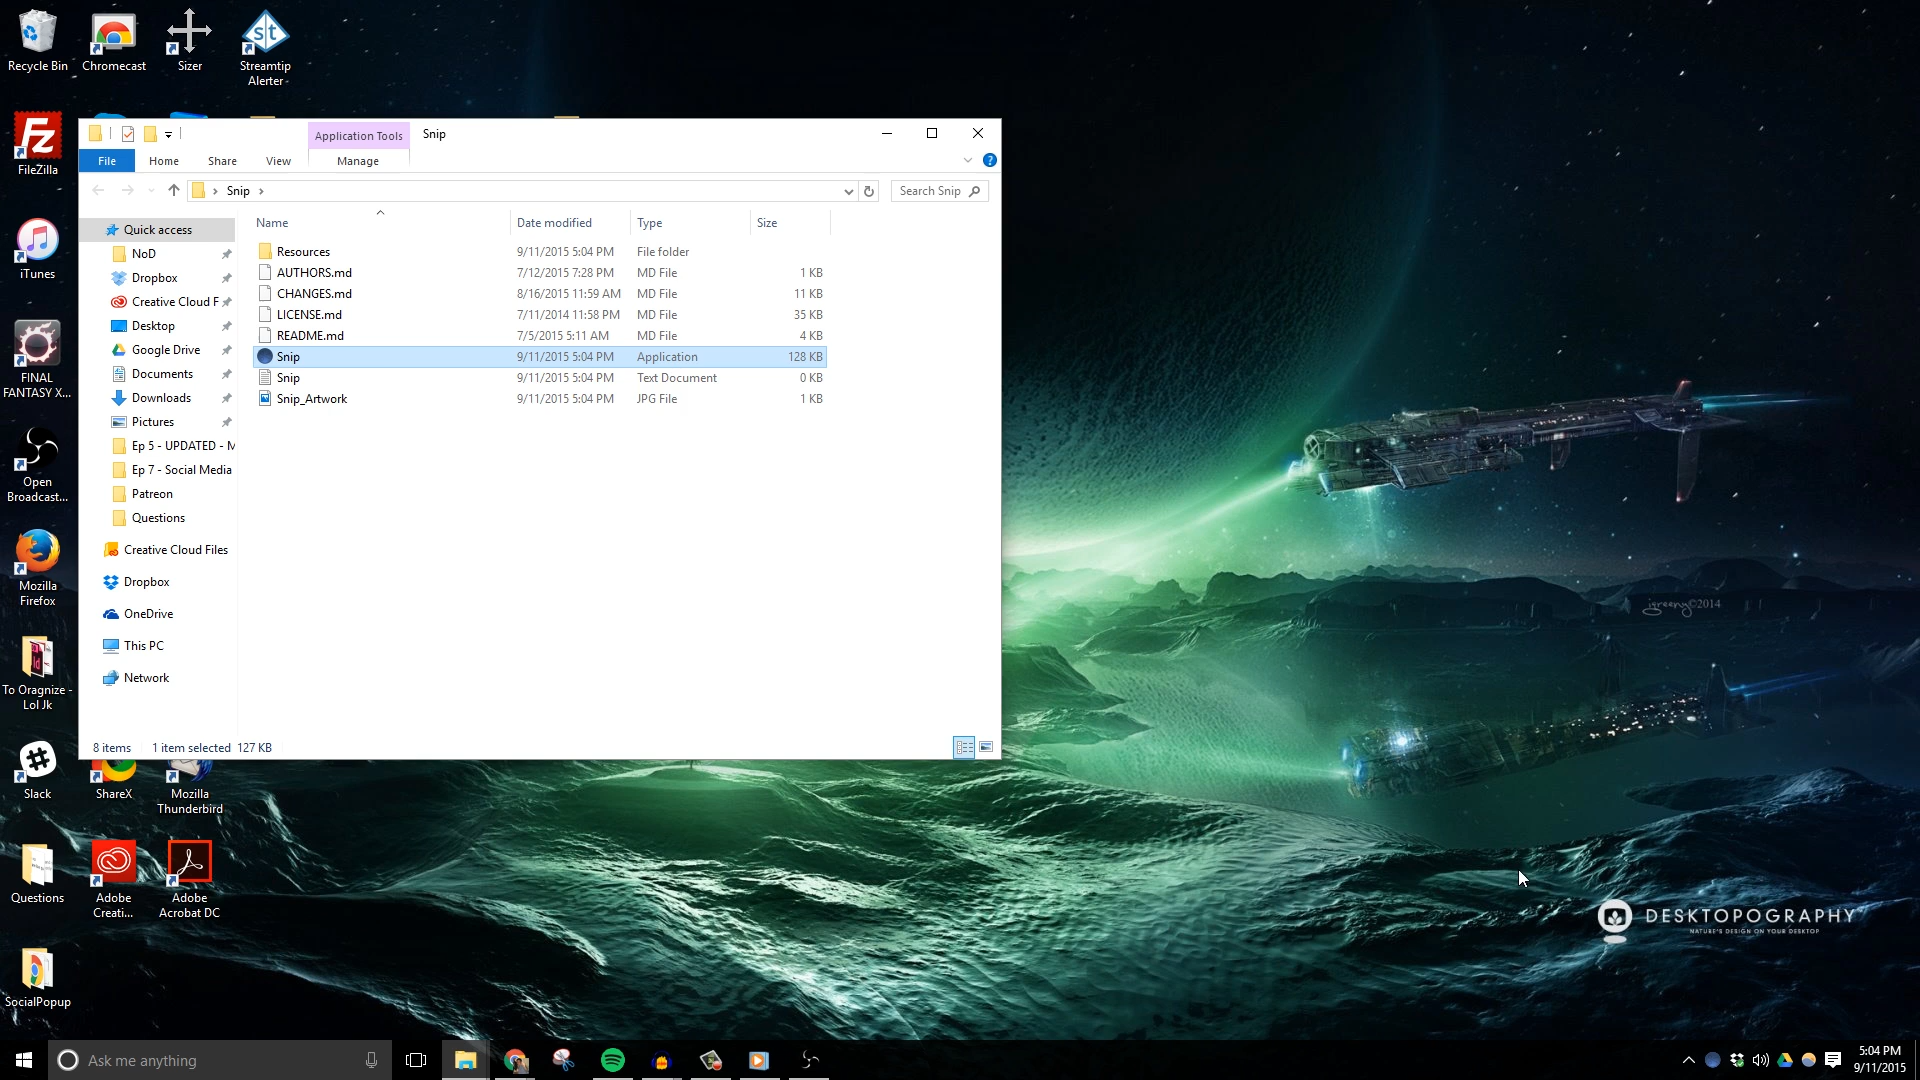 Recycle Bin
Chromecast
Sizer
Streamtip
Alerter
FileZilla
iTunes
FINAL
FANTASY X...
Open
Broadcast...
Mozilla
Firefox
To Oragnize -
Lol Jk
Slack
ShareX
Mozilla
Thunderbird
Questions
Adobe
Creati...
Adobe
Acrobat DC
SocialPopup
Application Tools
Snip
File
Home
Share
View
Manage
Snip
Search Snip
Name
Date modified
Type
Size
Quick access
NoD
Dropbox
Creative Cloud F
Desktop
Google Drive
Documents
Downloads
Pictures
Ep 5 - UPDATED - M
Ep 7 - Social Media
Patreon
Questions
Creative Cloud Files
Dropbox
OneDrive
This PC
Network
Resources 9/11/2015 5:04 PM File folder
AUTHORS.md 7/12/2015 7:28 PM MD File 1 KB
CHANGES.md 8/16/2015 11:59 AM MD File 11 KB
LICENSE.md 7/11/2014 11:58 PM MD File 35 KB
README.md 7/5/2015 5:11 AM MD File 4 KB
Snip 9/11/2015 5:04 PM Application 128 KB
Snip 9/11/2015 5:04 PM Text Document 0 KB
Snip_Artwork 9/11/2015 5:04 PM JPG File 1 KB
8 items 1 item selected 127 KB
jgreeny©2014
DESKTOPOGRAPHY
NATURE'S DESIGN ON YOUR DESKTOP
Ask me anything
5:04 PM
9/11/2015